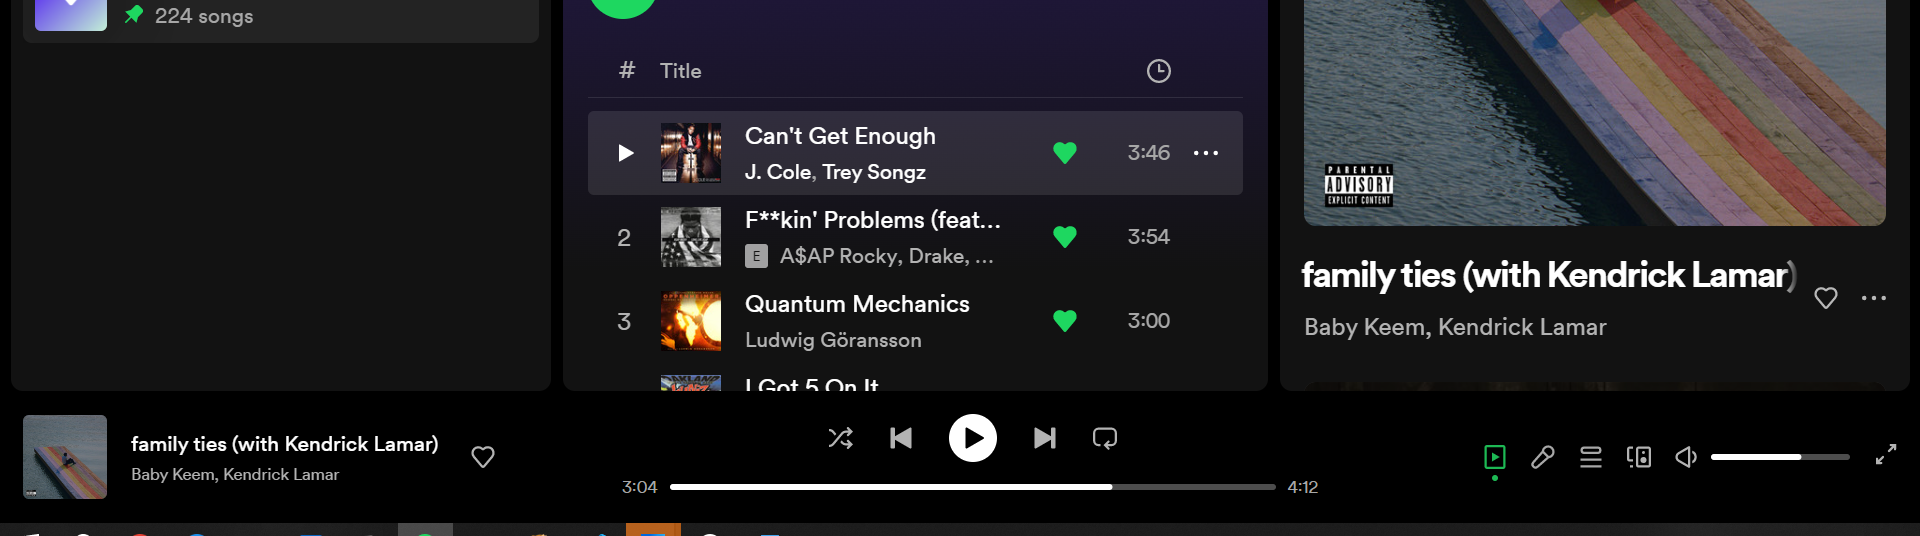 224 songs
# Title
Can't Get Enough
J. Cole, Trey Songz
3:46
2
F**kin' Problems (feat...
E A$AP Rocky, Drake, ...
3:54
3
Quantum Mechanics
Ludwig Göransson
3:00
I Got 5 On It
PARENTAL
ADVISORY
EXPLICIT CONTENT
family ties (with Kendrick Lamar)
Baby Keem, Kendrick Lamar
family ties (with Kendrick Lamar)
Baby Keem, Kendrick Lamar
3:04
4:12